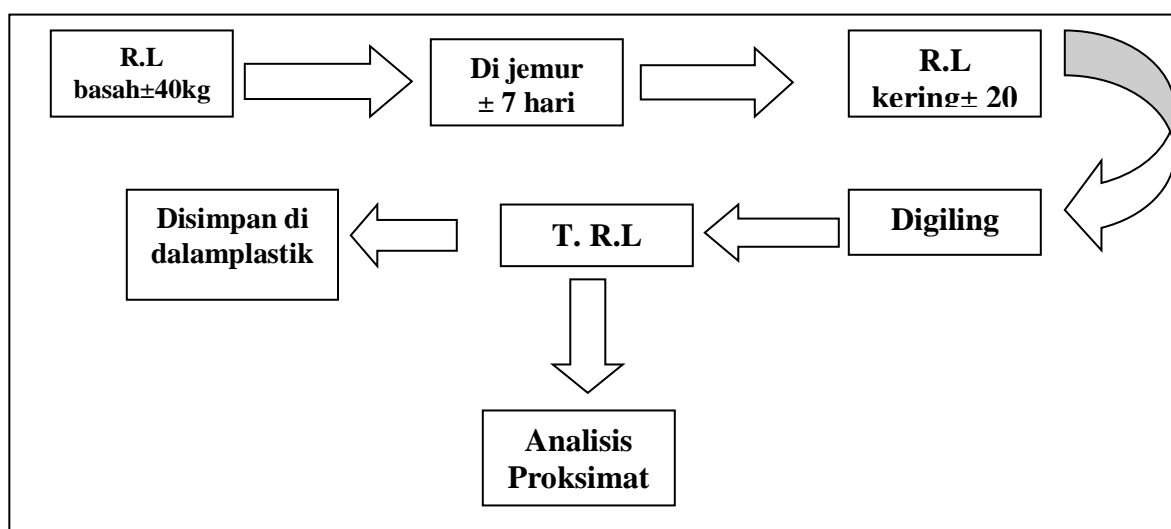 R.L
basah±40kg
Di jemur
± 7 hari
R.L
kering± 20
Digiling
T. R.L
Disimpan di
dalamplastik
Analisis
Proksimat